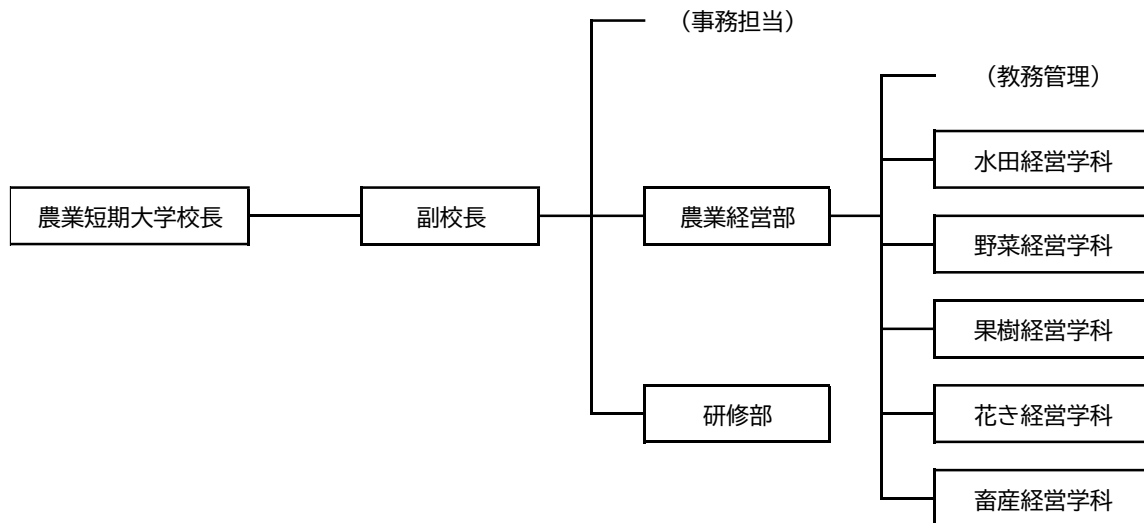 （事務担当）
（教務管理）
水田経営学科
農業短期大学校長
副校長
農業経営部
野菜経営学科
果樹経営学科
研修部
花き経営学科
畜産経営学科